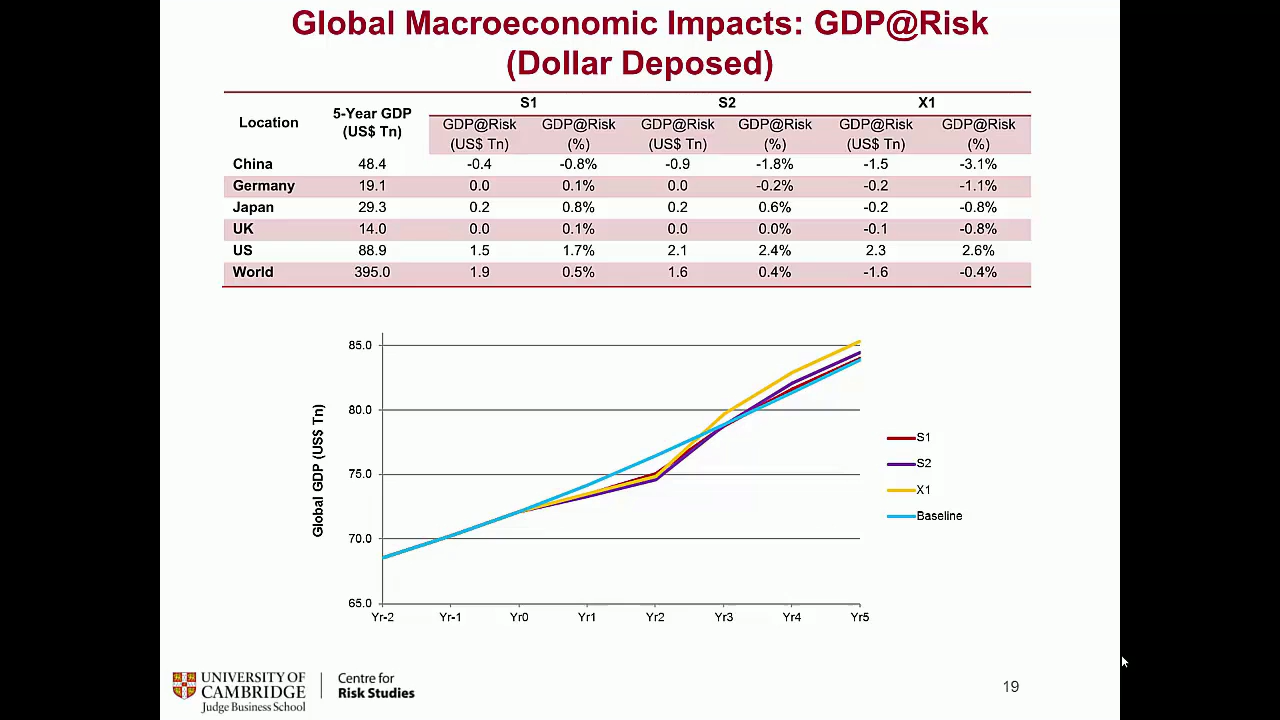 Global Macroeconomic Impacts: GDP@Risk
(Dollar Deposed)
Location 5-Year GDP (US$ Tn) S1 S2 X1
GDP@Risk (US$ Tn) GDP@Risk (%) GDP@Risk (US$ Tn) GDP@Risk (%) GDP@Risk (US$ Tn) GDP@Risk (%)
China 48.4 -0.4 -0.8% -0.9 -1.8% -1.5 -3.1%
Germany 19.1 0.0 0.1% 0.0 -0.2% -0.2 -1.1%
Japan 29.3 0.2 0.8% 0.2 0.6% -0.2 -0.8%
UK 14.0 0.0 0.1% 0.0 0.0% -0.1 -0.8%
US 88.9 1.5 1.7% 2.1 2.4% 2.3 2.6%
World 395.0 1.9 0.5% 1.6 0.4% -1.6 -0.4%
Global GDP (US$ Tn)
85.0
80.0
75.0
70.0
65.0
Yr-2 Yr-1 Yr0 Yr1 Yr2 Yr3 Yr4 Yr5
S1
S2
X1
Baseline
UNIVERSITY OF
CAMBRIDGE
Judge Business School
Centre for
Risk Studies
19